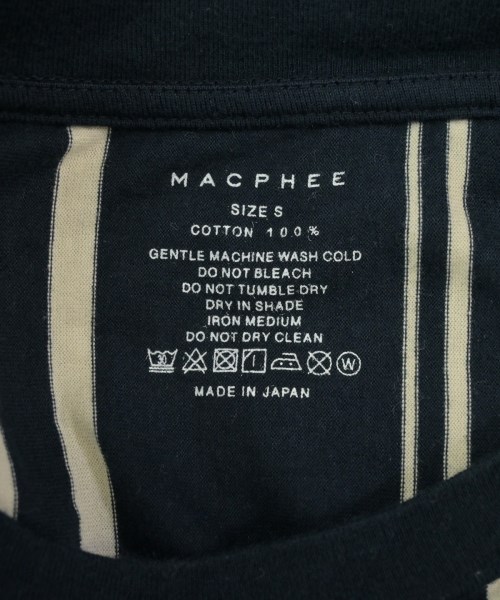 MACPHEE
SIZE S
COTTON 100%
GENTLE MACHINE WASH COLD
DO NOT BLEACH
DO NOT TUMBLE DRY
DRY IN SHADE
IRON MEDIUM
DO NOT DRY CLEAN
30 W
MADE IN JAPAN